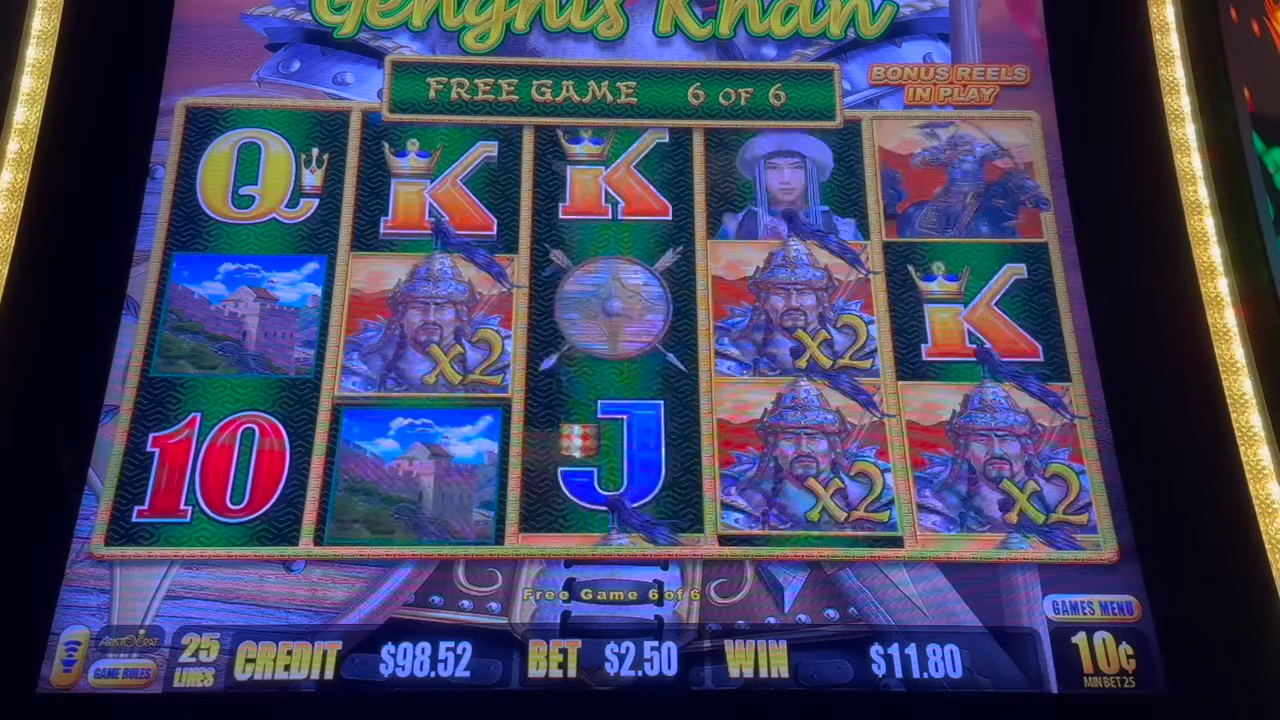 Genghis Khan
FREE GAME 6 OF 6
BONUS REELS
IN PLAY
Q K K
x2 x2 K
10 J x2 x2
Free Game 6 of 6
GAMES MENU
ARISTOCRAT
GAME RULES
25
LINES
CREDIT $98.52 BET $2.50 WIN $11.80
10¢
MIN BET 25